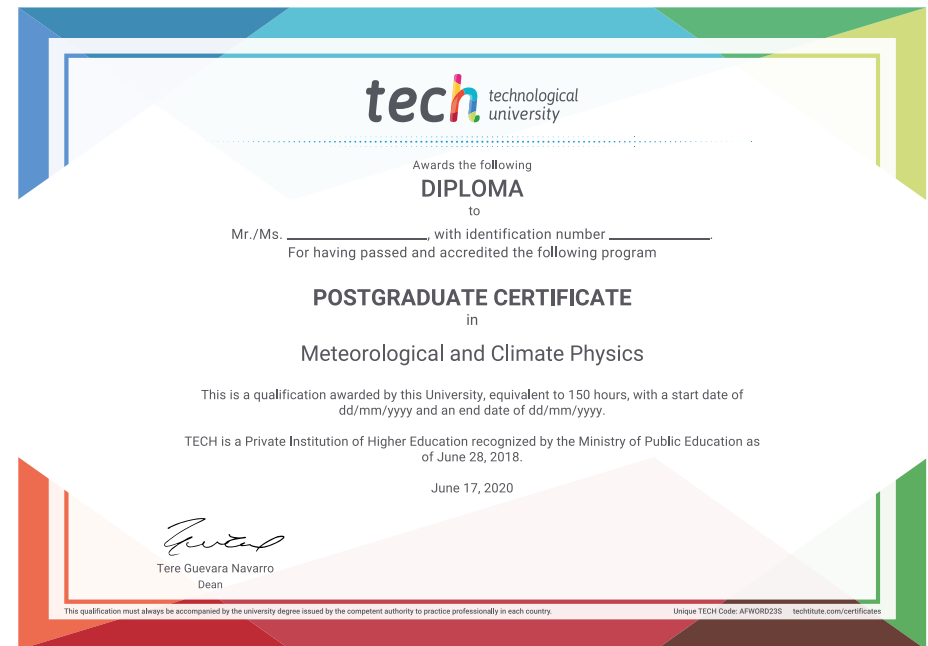 tech technological
university
Awards the following
DIPLOMA
to
Mr./Ms. ____________________, with identification number ______________.
For having passed and accredited the following program
POSTGRADUATE CERTIFICATE
in
Meteorological and Climate Physics
This is a qualification awarded by this University, equivalent to 150 hours, with a start date of
dd/mm/yyyy and an end date of dd/mm/yyyy.
TECH is a Private Institution of Higher Education recognized by the Ministry of Public Education as
of June 28, 2018.
June 17, 2020
Tere Guevara Navarro
Dean
This qualification must always be accompanied by the university degree issued by the competent authority to practice professionally in each country. Unique TECH Code: AFWORD23S techtitute.com/certificates